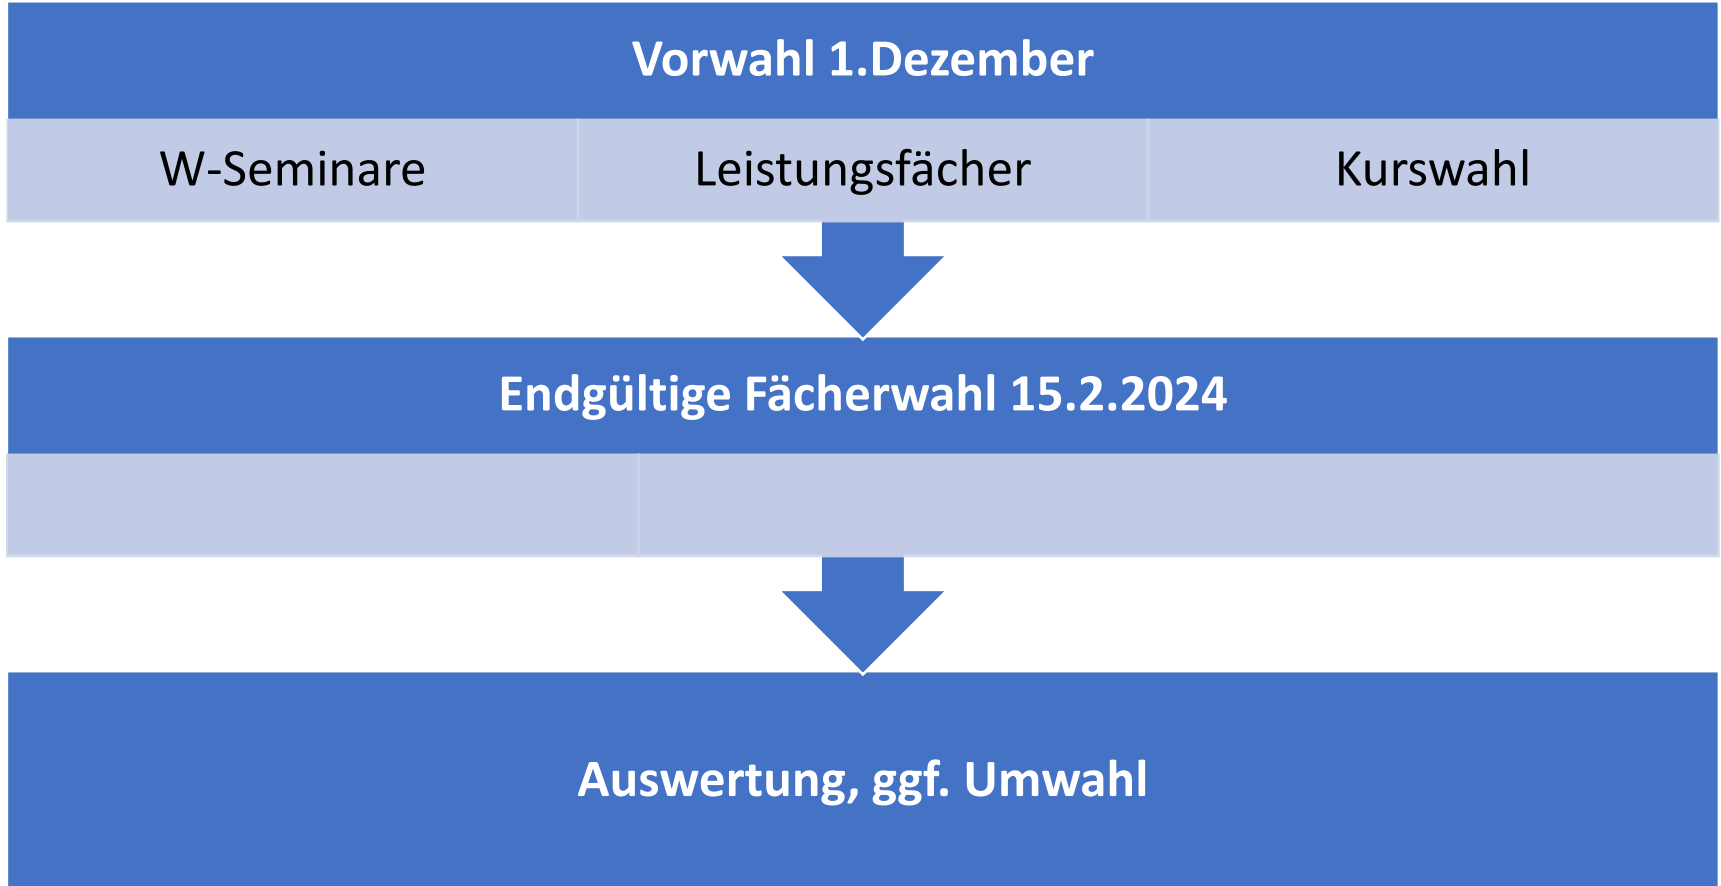 Vorwahl 1.Dezember
W-Seminare
Leistungsfächer
Kurswahl
Endgültige Fächerwahl 15.2.2024
Auswertung, ggf. Umwahl